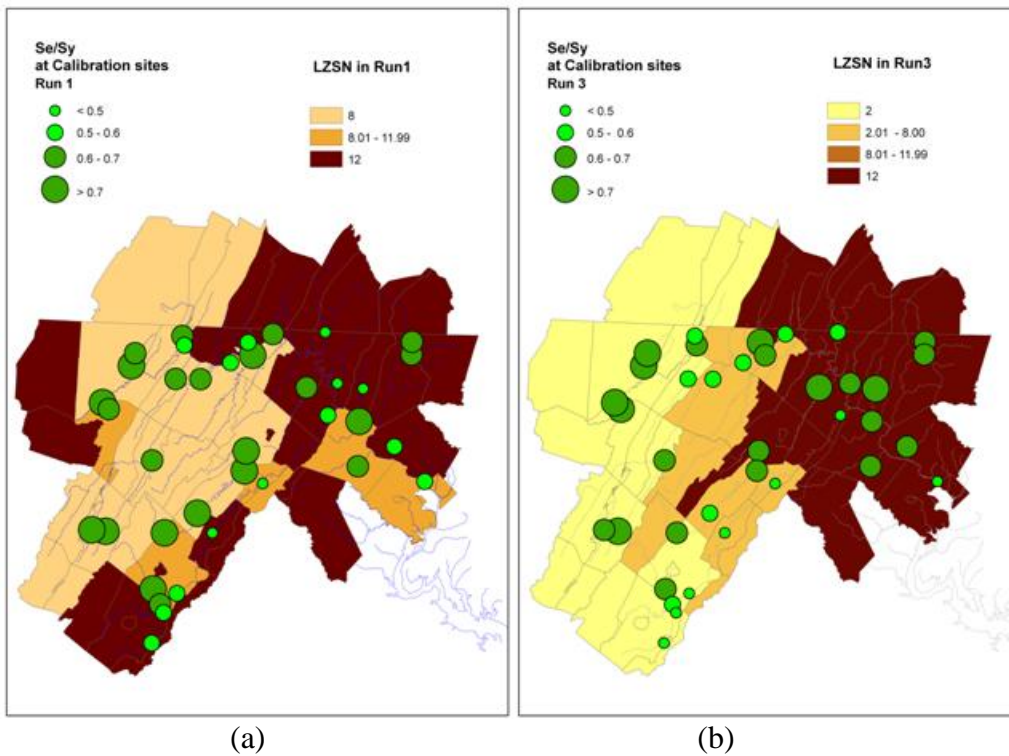 Se/Sy
at Calibration sites
Run 1
< 0.5
0.5 - 0.6
0.6 - 0.7
> 0.7
LZSN in Run1
8
8.01 - 11.99
12
Se/Sy
at Calibration sites
Run 3
< 0.5
0.5 - 0.6
0.6 - 0.7
> 0.7
LZSN in Run3
2
2.01 - 8.00
8.01 - 11.99
12
(a)
(b)